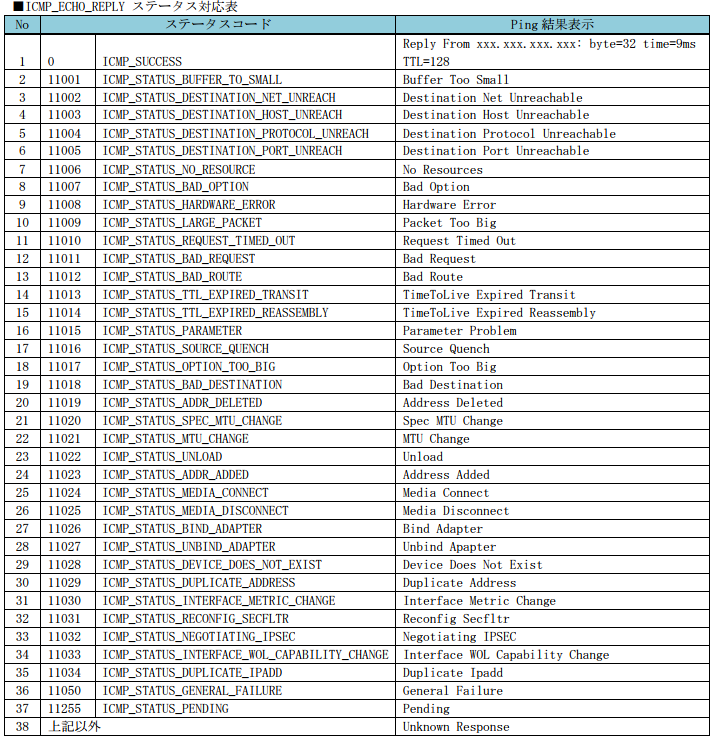 ■ICMP_ECHO_REPLY ステータス対応表
No ステータスコード Ping 結果表示
1 0 ICMP_SUCCESS Reply From xxx.xxx.xxx.xxx: byte=32 time=9ms TTL=128
2 11001 ICMP_STATUS_BUFFER_TO_SMALL Buffer Too Small
3 11002 ICMP_STATUS_DESTINATION_NET_UNREACH Destination Net Unreachable
4 11003 ICMP_STATUS_DESTINATION_HOST_UNREACH Destination Host Unreachable
5 11004 ICMP_STATUS_DESTINATION_PROTOCOL_UNREACH Destination Protocol Unreachable
6 11005 ICMP_STATUS_DESTINATION_PORT_UNREACH Destination Port Unreachable
7 11006 ICMP_STATUS_NO_RESOURCE No Resources
8 11007 ICMP_STATUS_BAD_OPTION Bad Option
9 11008 ICMP_STATUS_HARDWARE_ERROR Hardware Error
10 11009 ICMP_STATUS_LARGE_PACKET Packet Too Big
11 11010 ICMP_STATUS_REQUEST_TIMED_OUT Request Timed Out
12 11011 ICMP_STATUS_BAD_REQUEST Bad Request
13 11012 ICMP_STATUS_BAD_ROUTE Bad Route
14 11013 ICMP_STATUS_TTL_EXPIRED_TRANSIT TimeToLive Expired Transit
15 11014 ICMP_STATUS_TTL_EXPIRED_REASSEMBLY TimeToLive Expired Reassembly
16 11015 ICMP_STATUS_PARAMETER Parameter Problem
17 11016 ICMP_STATUS_SOURCE_QUENCH Source Quench
18 11017 ICMP_STATUS_OPTION_TOO_BIG Option Too Big
19 11018 ICMP_STATUS_BAD_DESTINATION Bad Destination
20 11019 ICMP_STATUS_ADDR_DELETED Address Deleted
21 11020 ICMP_STATUS_SPEC_MTU_CHANGE Spec MTU Change
22 11021 ICMP_STATUS_MTU_CHANGE MTU Change
23 11022 ICMP_STATUS_UNLOAD Unload
24 11023 ICMP_STATUS_ADDR_ADDED Address Added
25 11024 ICMP_STATUS_MEDIA_CONNECT Media Connect
26 11025 ICMP_STATUS_MEDIA_DISCONNECT Media Disconnect
27 11026 ICMP_STATUS_BIND_ADAPTER Bind Adapter
28 11027 ICMP_STATUS_UNBIND_ADAPTER Unbind Apapter
29 11028 ICMP_STATUS_DEVICE_DOES_NOT_EXIST Device Does Not Exist
30 11029 ICMP_STATUS_DUPLICATE_ADDRESS Duplicate Address
31 11030 ICMP_STATUS_INTERFACE_METRIC_CHANGE Interface Metric Change
32 11031 ICMP_STATUS_RECONFIG_SECFLTR Reconfig Secfltr
33 11032 ICMP_STATUS_NEGOTIATING_IPSEC Negotiating IPSEC
34 11033 ICMP_STATUS_INTERFACE_WOL_CAPABILITY_CHANGE Interface WOL Capability Change
35 11034 ICMP_STATUS_DUPLICATE_IPADD Duplicate Ipadd
36 11050 ICMP_STATUS_GENERAL_FAILURE General Failure
37 11255 ICMP_STATUS_PENDING Pending
38 上記以外 Unknown Response